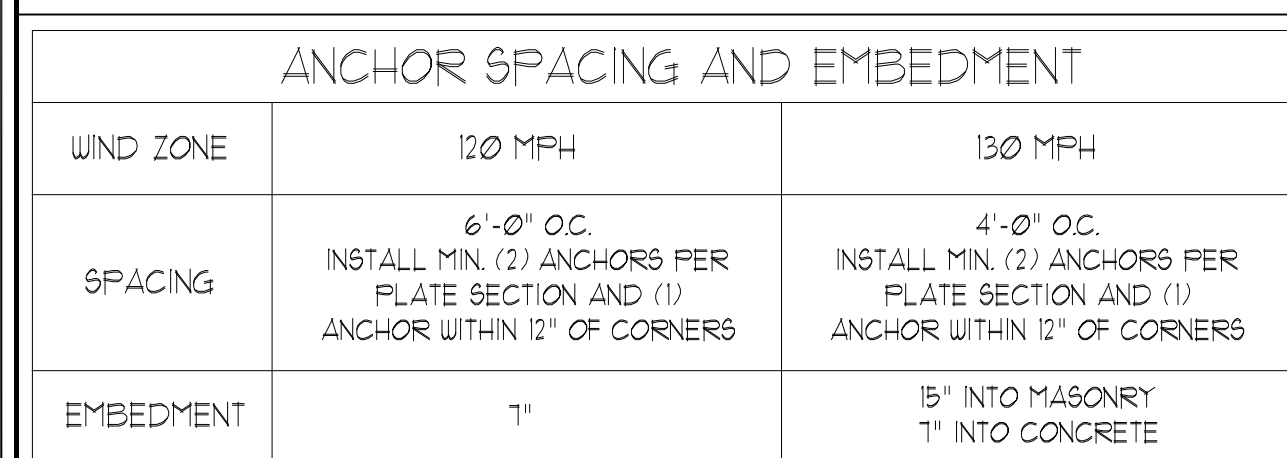 ANCHOR SPACING AND EMBEDMENT
WIND ZONE
120 MPH
130 MPH
SPACING
6'-0" O.C.
INSTALL MIN. (2) ANCHORS PER
PLATE SECTION AND (1)
ANCHOR WITHIN 12" OF CORNERS
4'-0" O.C.
INSTALL MIN. (2) ANCHORS PER
PLATE SECTION AND (1)
ANCHOR WITHIN 12" OF CORNERS
EMBEDMENT
7"
15" INTO MASONRY
7" INTO CONCRETE